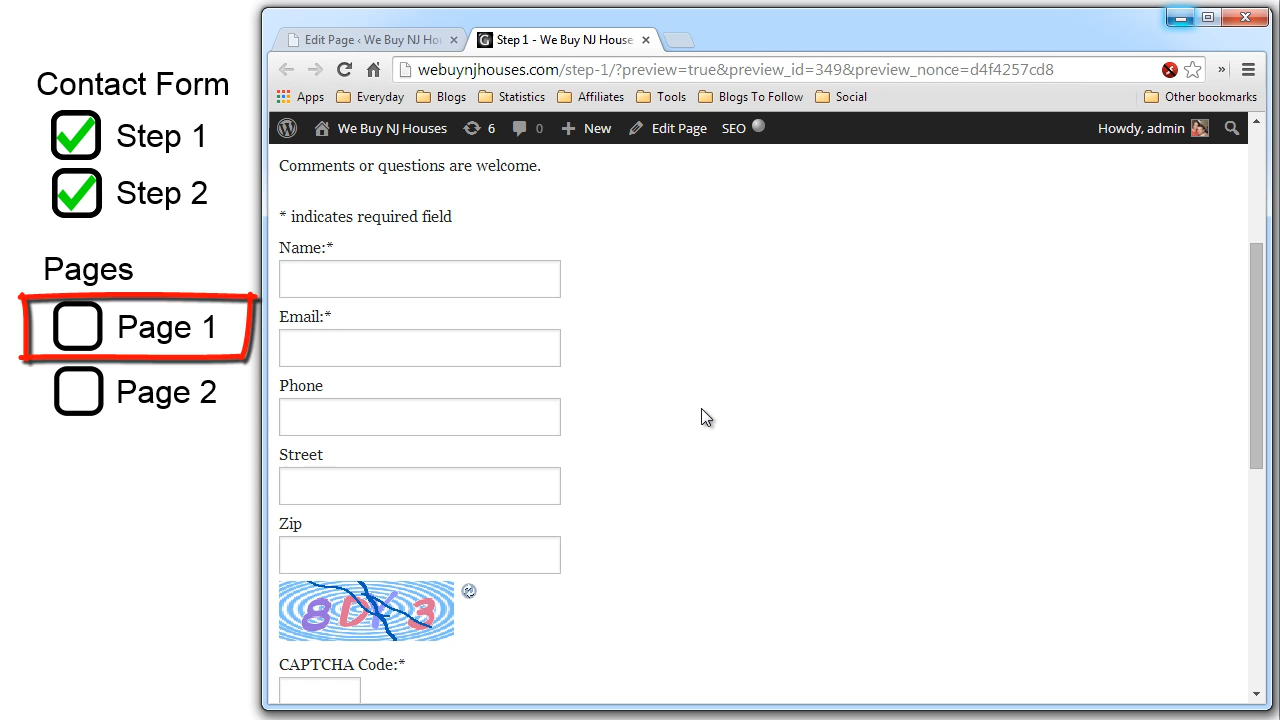 Contact Form
Step 1
Step 2
Pages
Page 1
Page 2
Edit Page ‹ We Buy NJ Ho
Step 1 - We Buy NJ House
webuynjhouses.com/step-1/?preview=true&preview_id=349&preview_nonce=d4f4257cd8
Apps Everyday Blogs Statistics Affiliates Tools Blogs To Follow Social Other bookmarks
We Buy NJ Houses 6 0 New Edit Page SEO Howdy, admin
Comments or questions are welcome.
* indicates required field
Name:*
Email:*
Phone
Street
Zip
CAPTCHA Code:*